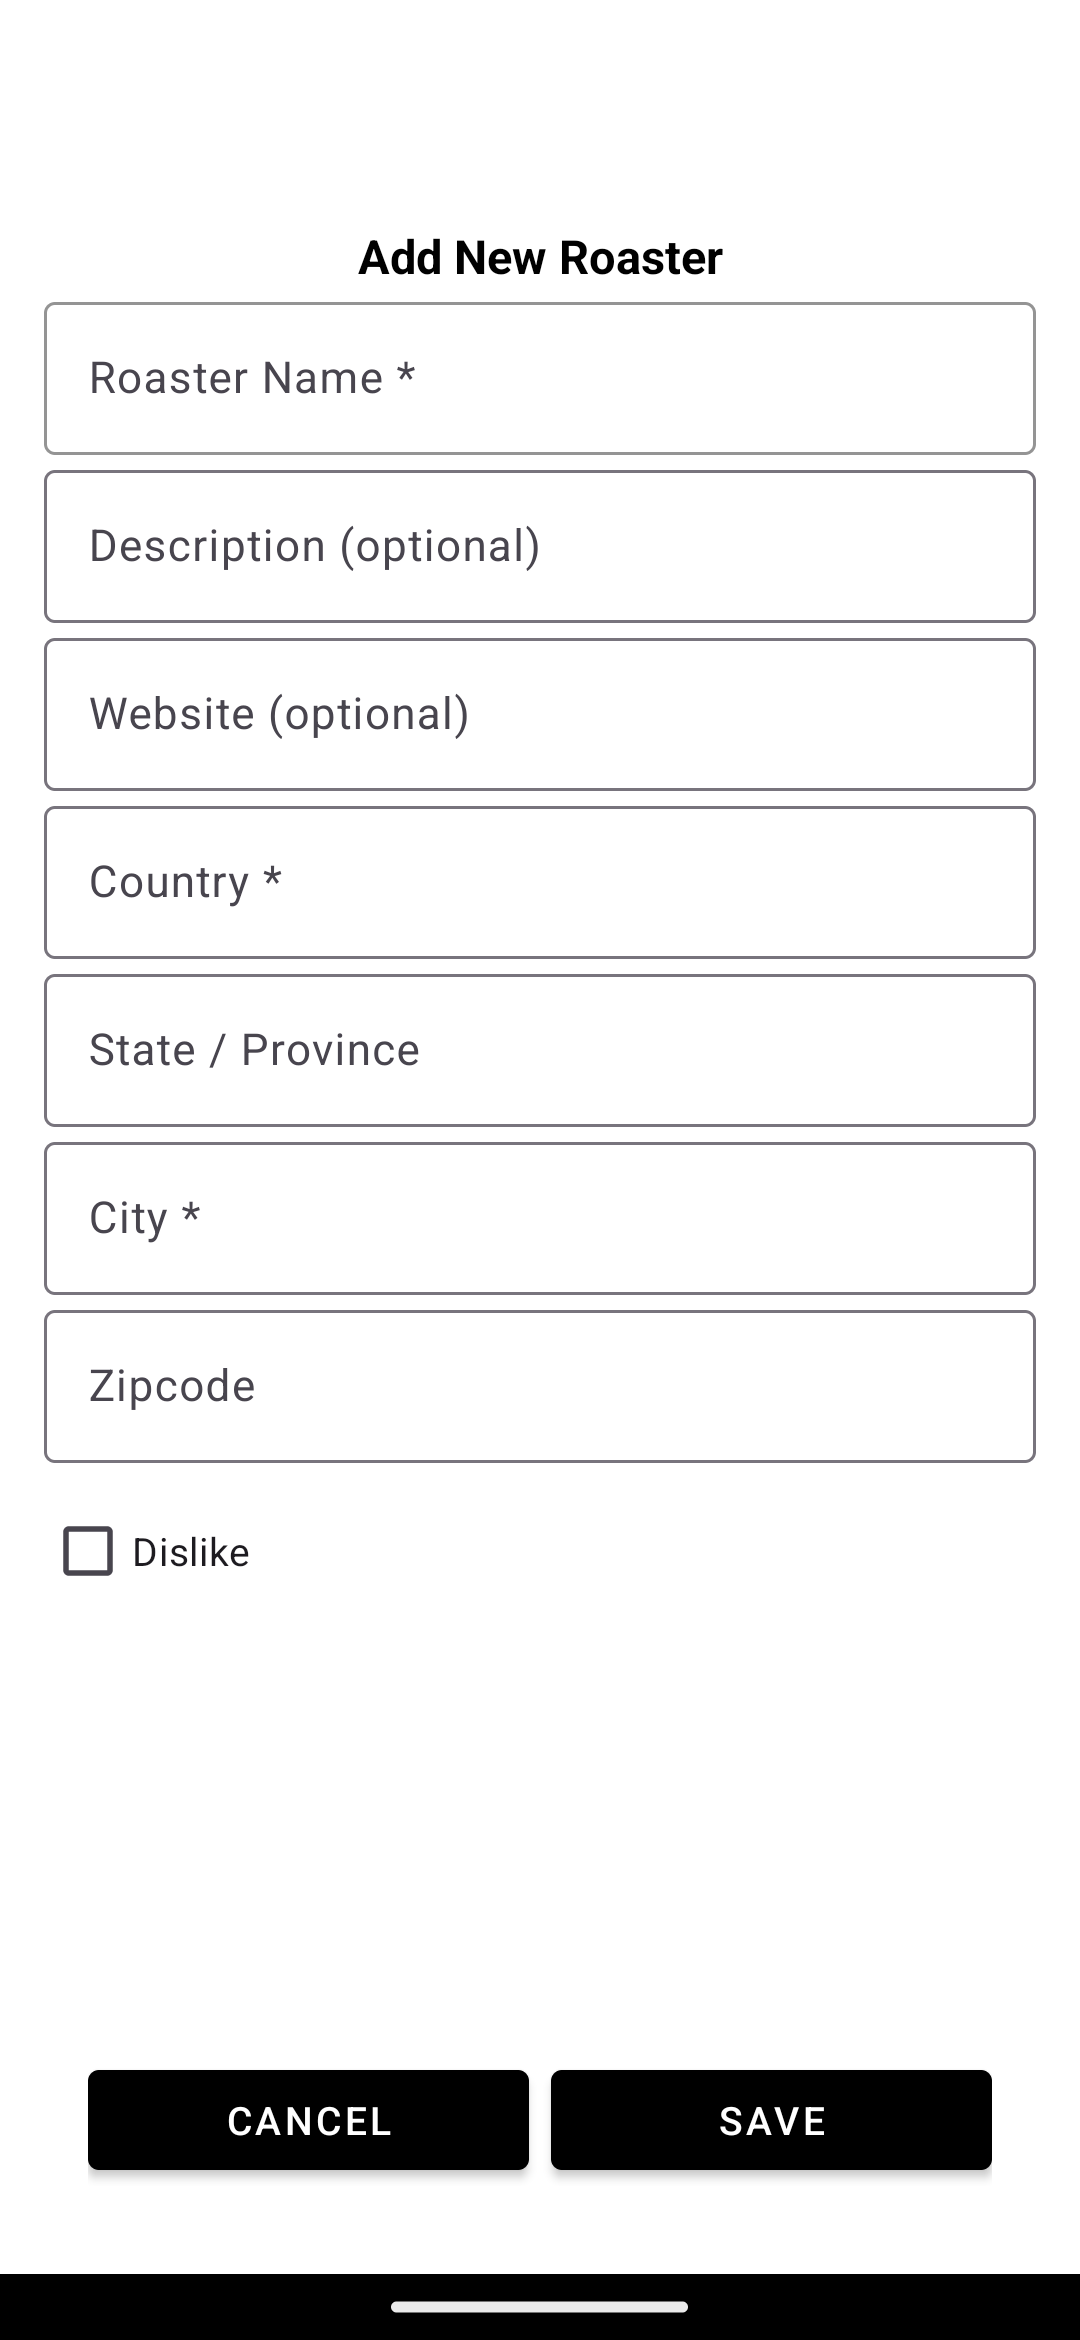 Add New Roaster
Roaster Name *
Description (optional)
Website (optional)
Country *
State / Province
City *
Zipcode
Dislike
CANCEL SAVE